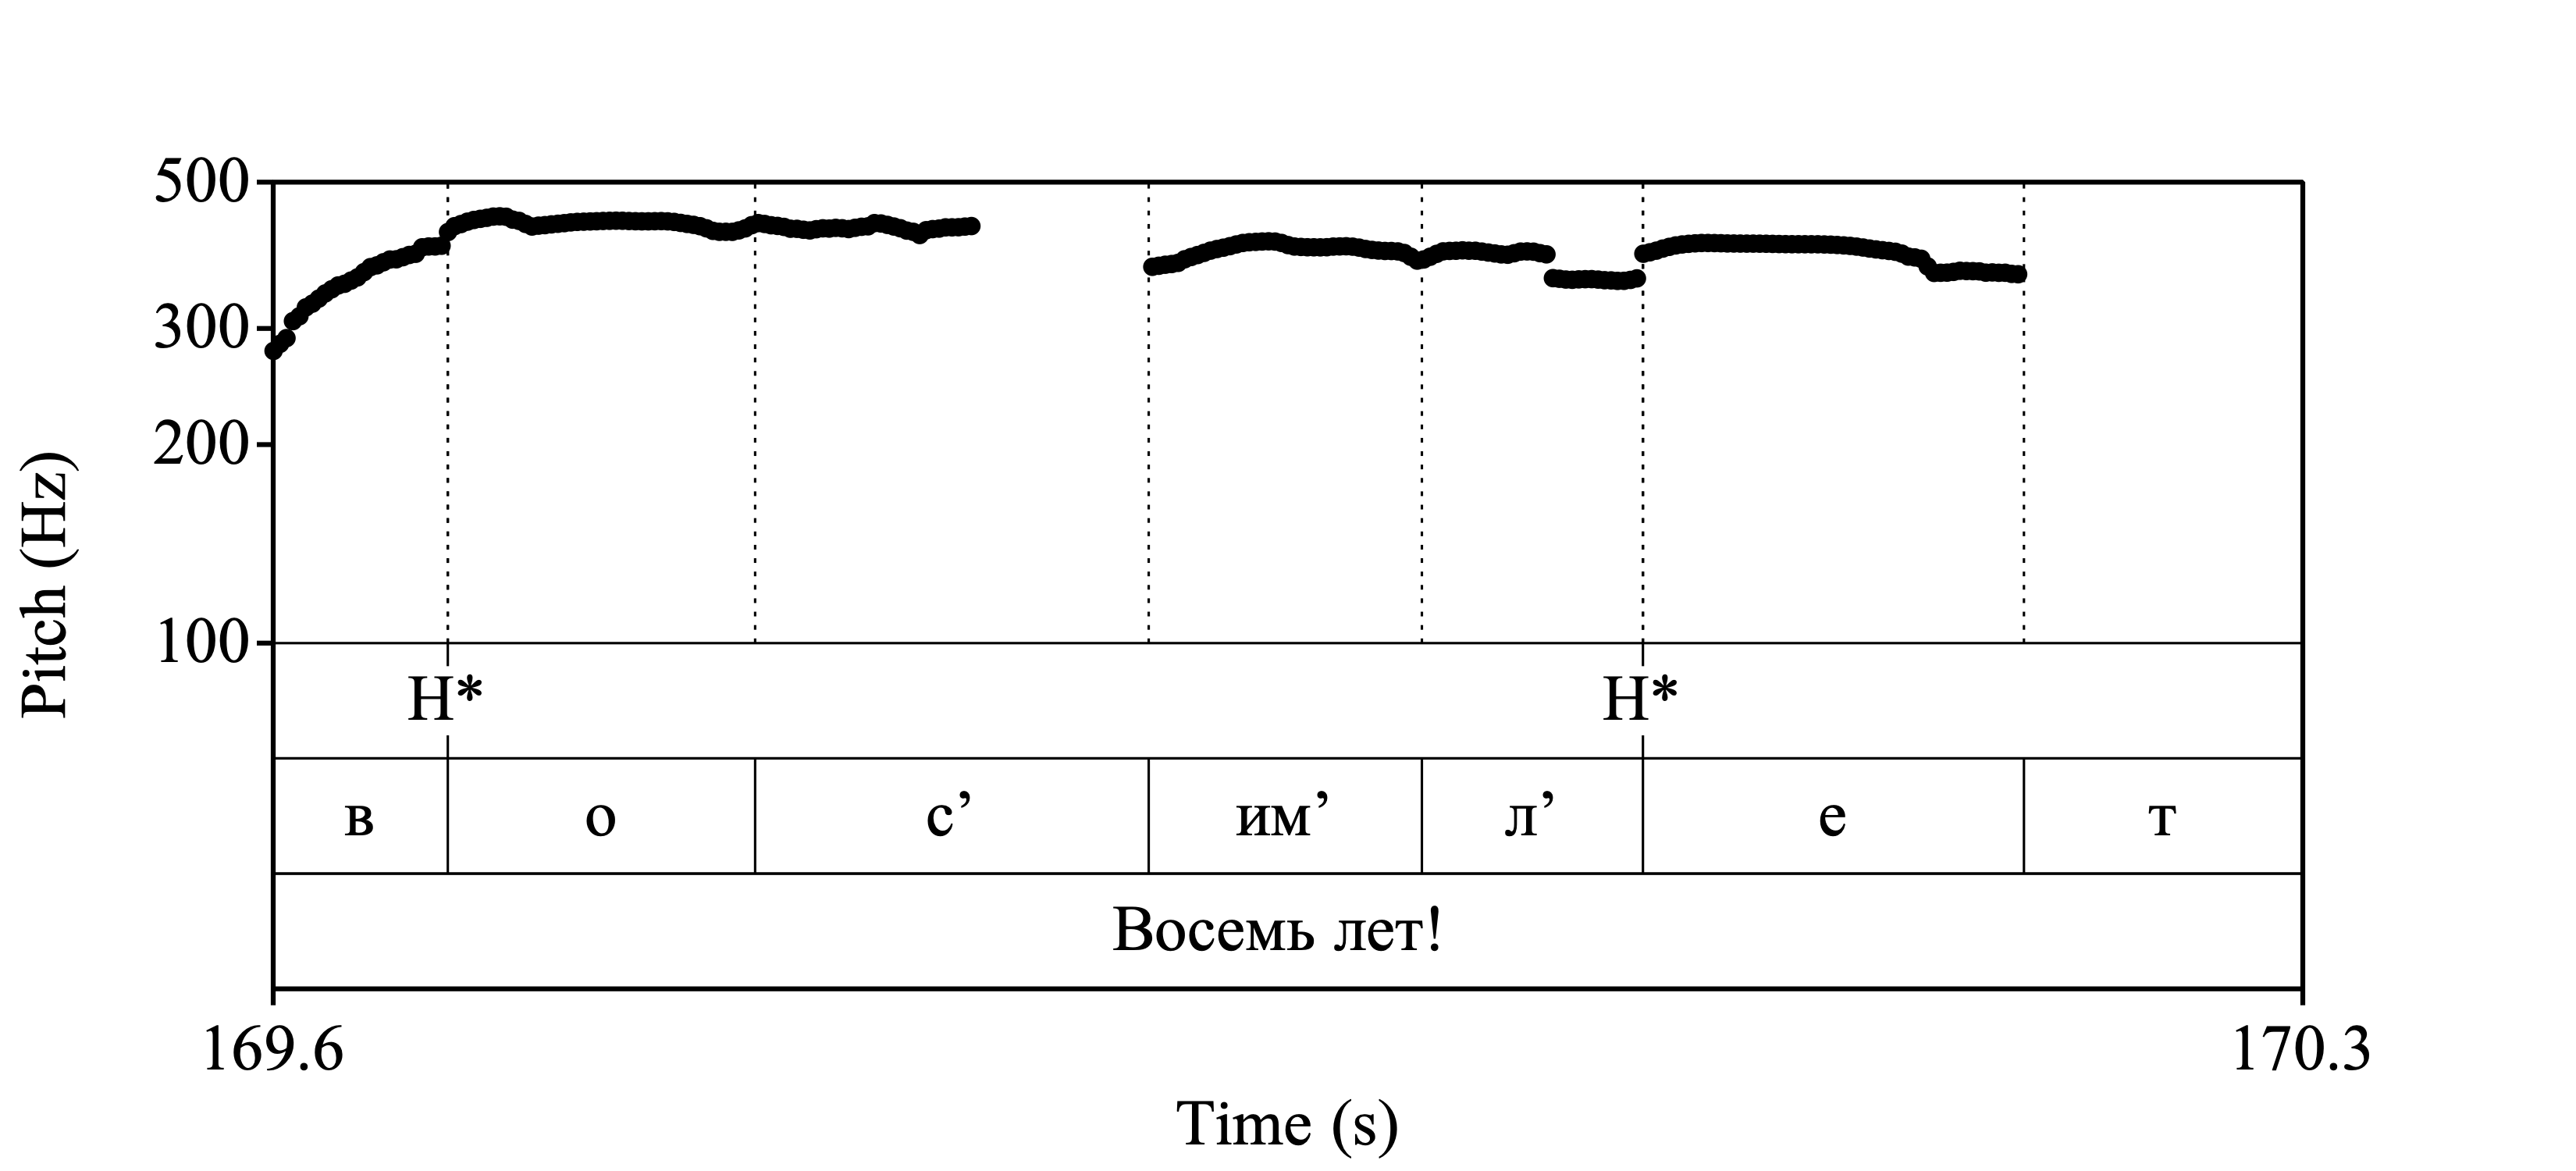 500
300
200
100
Pitch (Hz)
H* H*
в о с’ им’ л’ е т
Восемь лет!
169.6 170.3
Time (s)